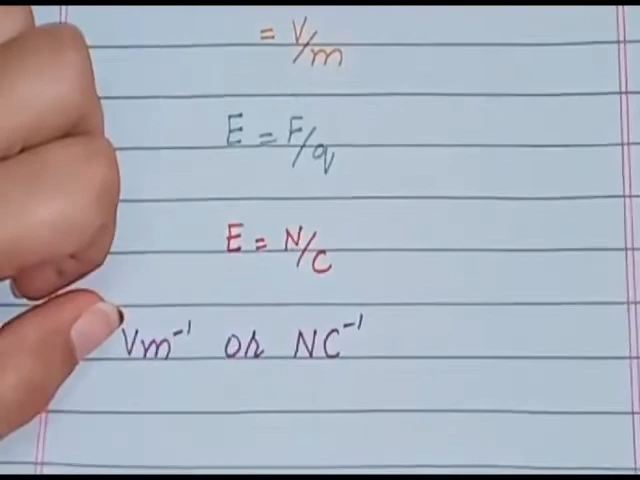 = V/m
E = F/q
E = N/C
Vm⁻¹ or NC⁻¹